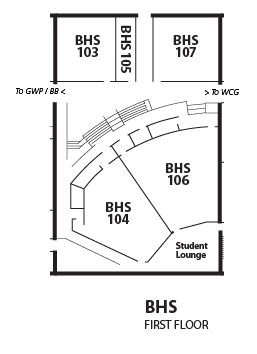 BHS
103
BHS 105
BHS
107
To GWP / BB <
> To WCG
BHS
106
BHS
104
Student
Lounge
BHS
FIRST FLOOR